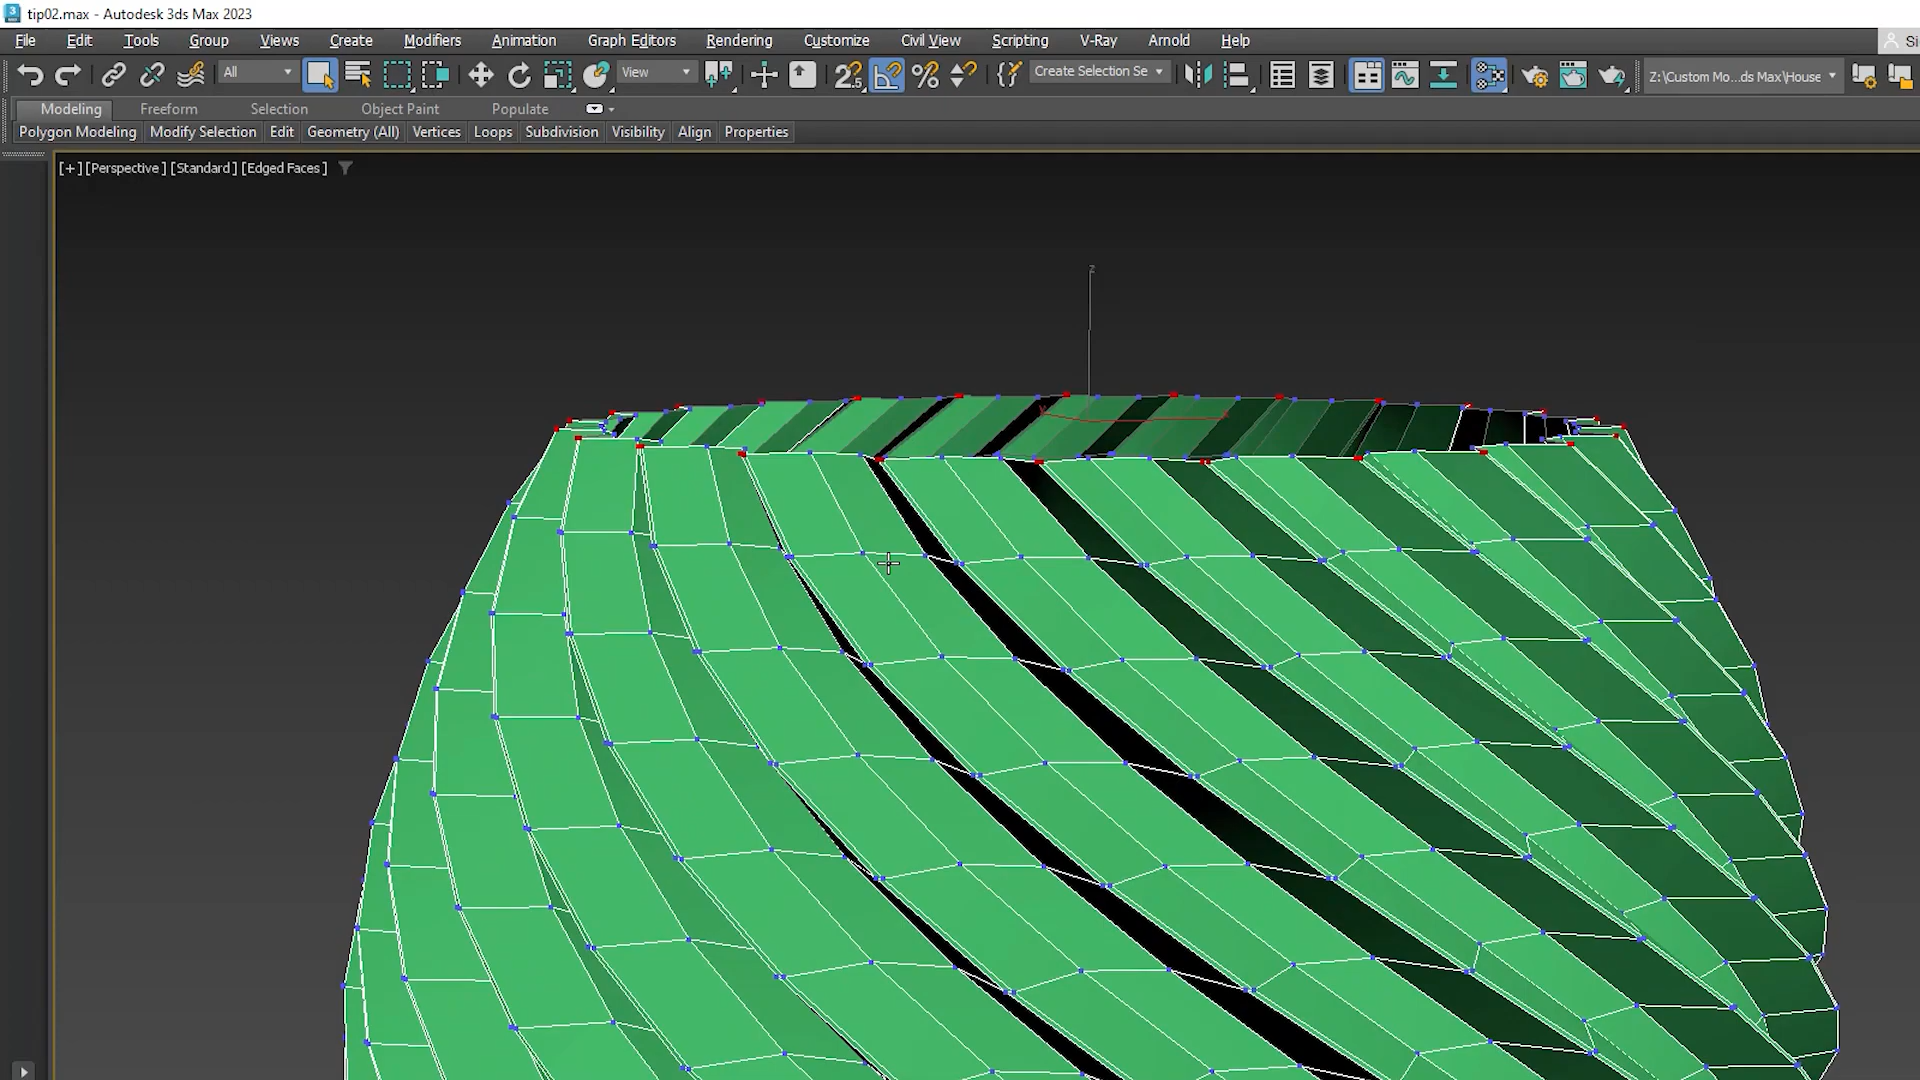 tip02.max - Autodesk 3ds Max 2023
File Edit Tools Group Views Create Modifiers Animation Graph Editors Rendering Customize Civil View Scripting V-Ray Arnold Help Si
All View Create Selection Se Z:\Custom Mo...ds Max\House
Modeling Freeform Selection Object Paint Populate
Polygon Modeling Modify Selection Edit Geometry (All) Vertices Loops Subdivision Visibility Align Properties
[+] [Perspective] [Standard] [Edged Faces]
z